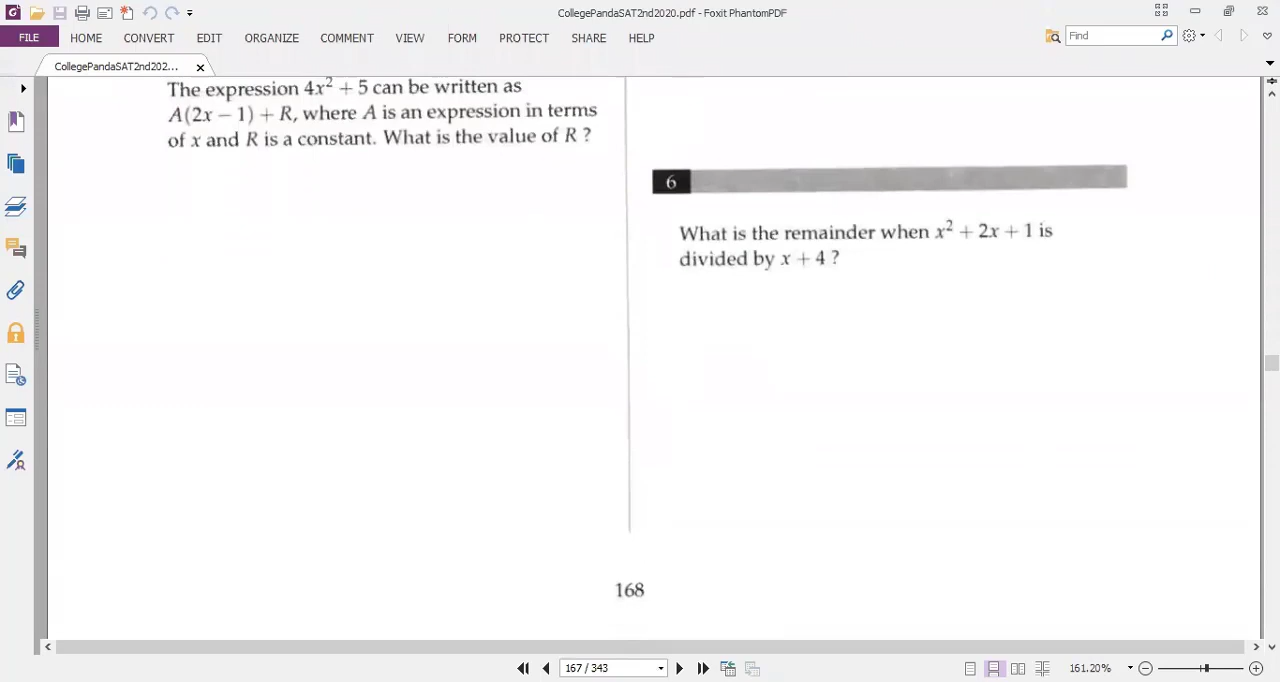 CollegePandaSAT2nd2020.pdf - Foxit PhantomPDF
FILE HOME CONVERT EDIT ORGANIZE COMMENT VIEW FORM PROTECT SHARE HELP Find
CollegePandaSAT2nd202... x
The expression 4x² + 5 can be written as
A(2x − 1) + R, where A is an expression in terms
of x and R is a constant. What is the value of R ?
6
What is the remainder when x² + 2x + 1 is
divided by x + 4 ?
168
167 / 343 161.20%